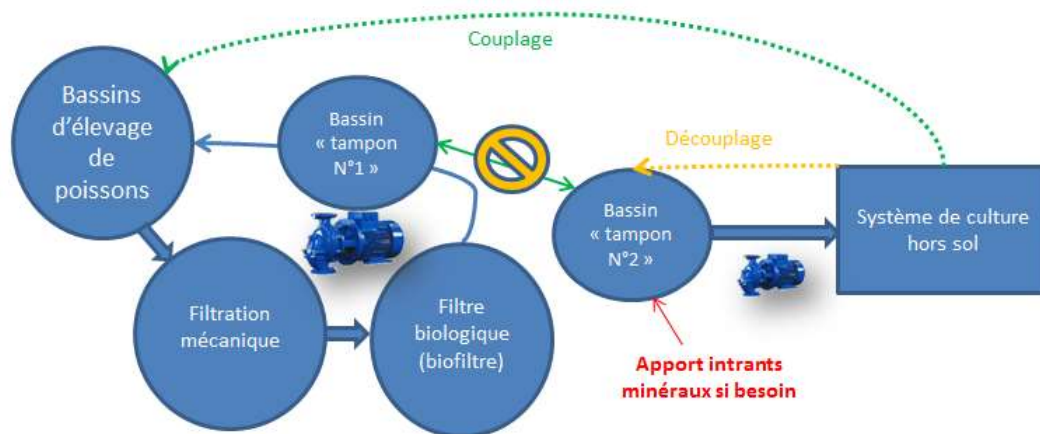 Couplage
Bassins
d’élevage
de
poissons
Bassin
« tampon
N°1 »
Découplage
Bassin
« tampon
N°2 »
Système de culture
hors sol
Filtration
mécanique
Filtre
biologique
(biofiltre)
Apport intrants
minéraux si besoin